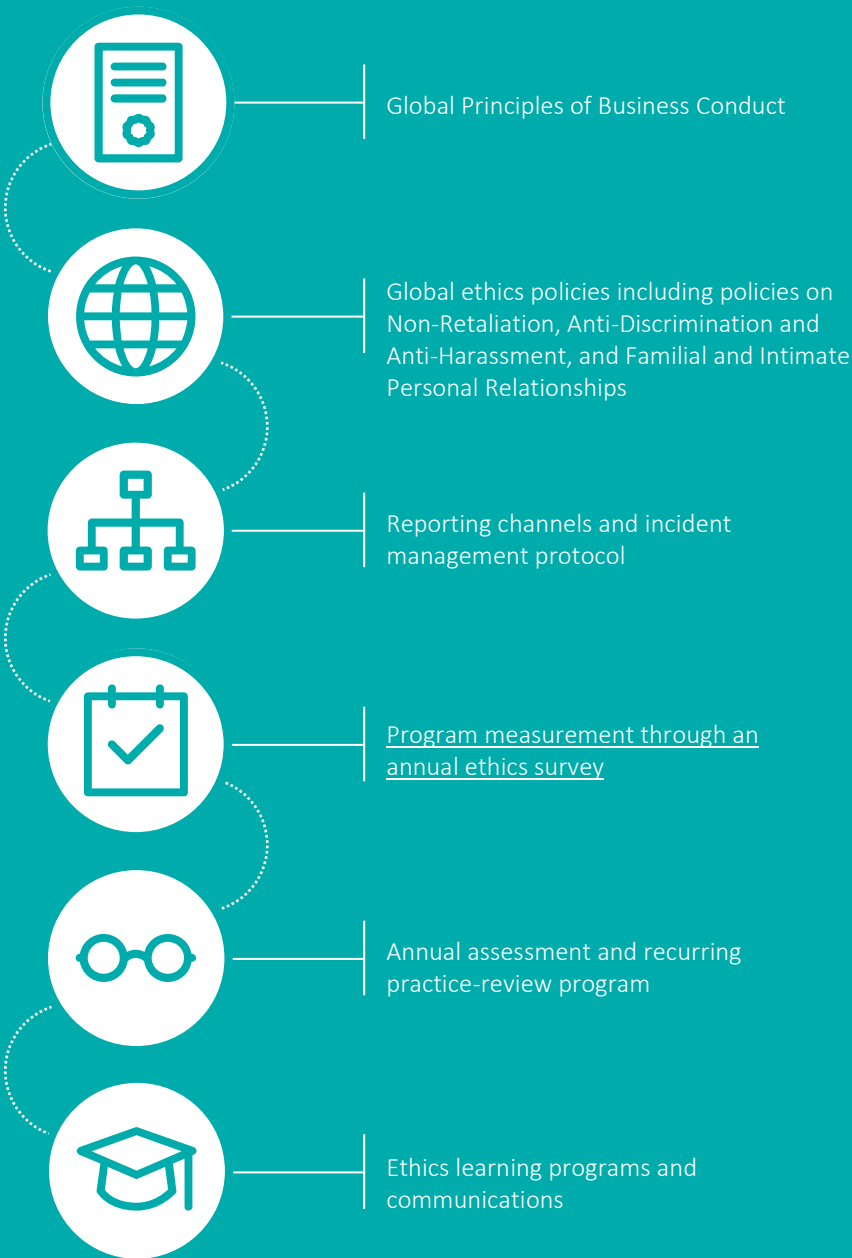 Global Principles of Business Conduct
Global ethics policies including policies on
Non-Retaliation, Anti-Discrimination and
Anti-Harassment, and Familial and Intimate
Personal Relationships
Reporting channels and incident
management protocol
Program measurement through an
annual ethics survey
Annual assessment and recurring
practice-review program
Ethics learning programs and
communications